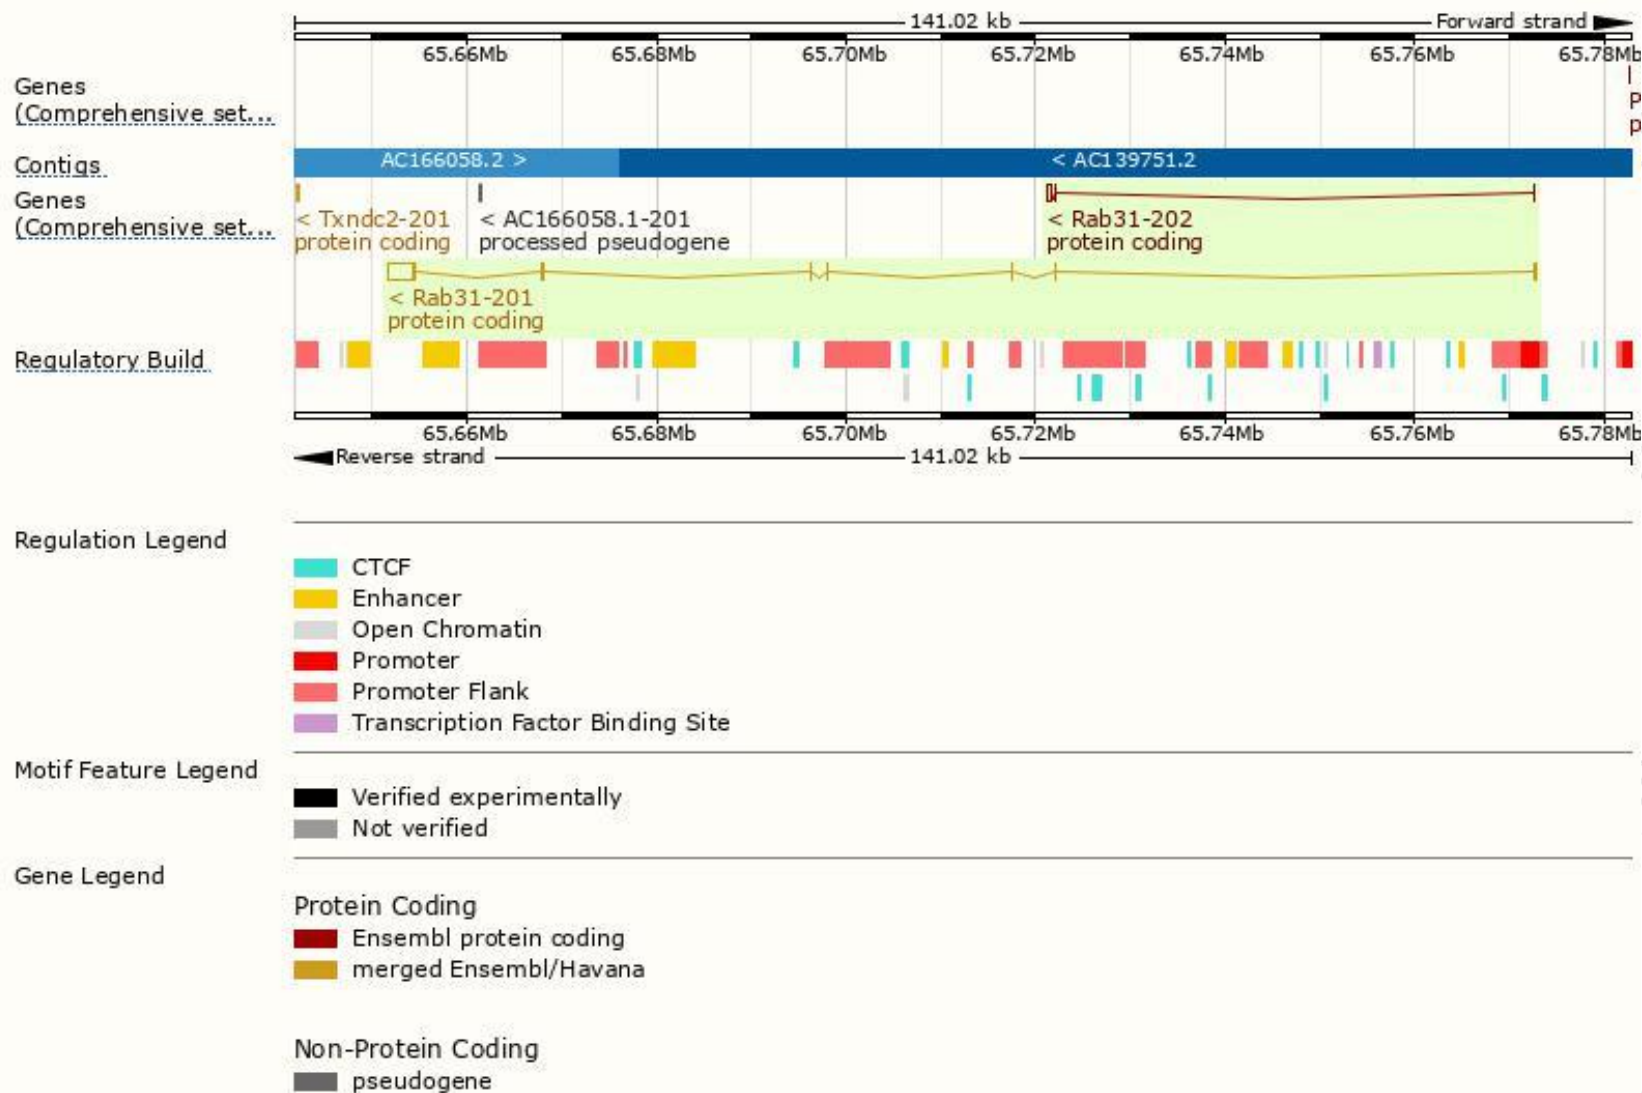 141.02 kb Forward strand
65.66Mb 65.68Mb 65.70Mb 65.72Mb 65.74Mb 65.76Mb 65.78Mb
Genes
(Comprehensive set...
P
p
Contigs
AC166058.2 > < AC139751.2
Genes
(Comprehensive set...
< Txndc2-201 < AC166058.1-201 < Rab31-202
protein coding processed pseudogene protein coding
< Rab31-201
protein coding
Regulatory Build
65.66Mb 65.68Mb 65.70Mb 65.72Mb 65.74Mb 65.76Mb 65.78Mb
Reverse strand 141.02 kb
Regulation Legend
CTCF
Enhancer
Open Chromatin
Promoter
Promoter Flank
Transcription Factor Binding Site
Motif Feature Legend
Verified experimentally
Not verified
Gene Legend
Protein Coding
Ensembl protein coding
merged Ensembl/Havana
Non-Protein Coding
pseudogene